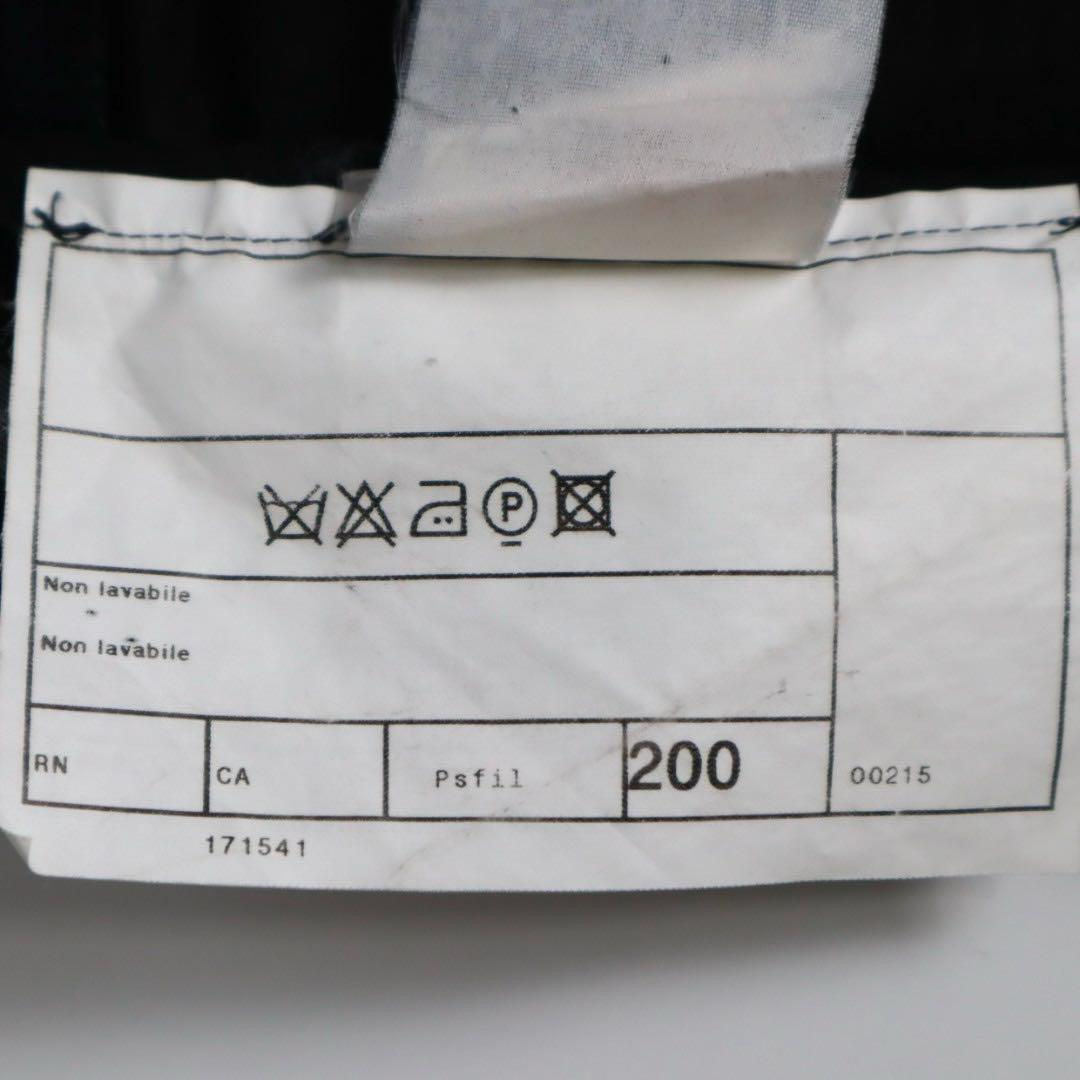 P
Non lavabile
Non lavabile
RN
CA
Psfil
200
00215
171541